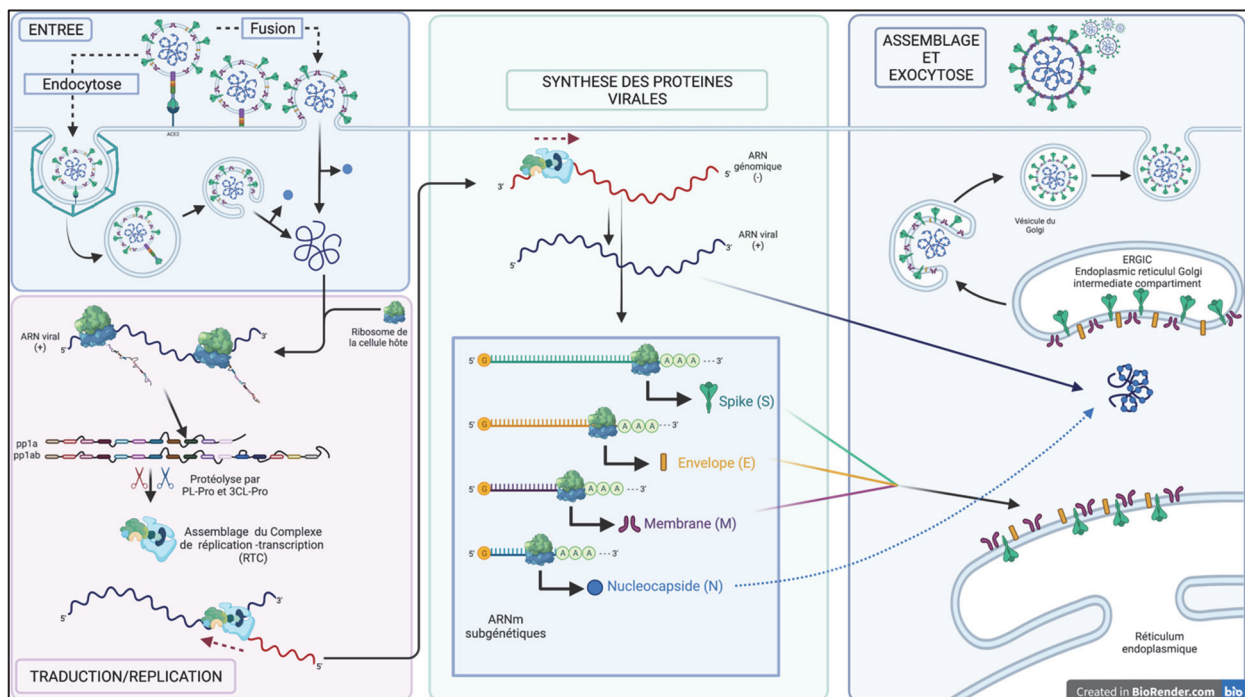 ENTREE
Fusion
Endocytose
ACE2
TRADUCTION/REPLICATION
ARN viral
(+)
5'
3'
Ribosome de
la cellule hôte
pp1a
pp1ab
Protéolyse par
PL-Pro et 3CL-Pro
Assemblage du Complexe
de réplication -transcription
(RTC)
5'
3'
5'
SYNTHESE DES PROTEINES
VIRALES
3'
5'
ARN
génomique
(-)
5'
3'
ARN viral
(+)
5' G AAA ---3'
Spike (S)
5' G AAA ---3'
Envelope (E)
5' G AAA ---3'
Membrane (M)
5' G AAA ---3'
Nucleocapside (N)
ARNm
subgénétiques
ASSEMBLAGE
ET
EXOCYTOSE
Vésicule du
Golgi
ERGIC
Endoplasmic reticulul Golgi
intermediate compartiment
Réticulum
endoplasmique
Created in BioRender.com bio